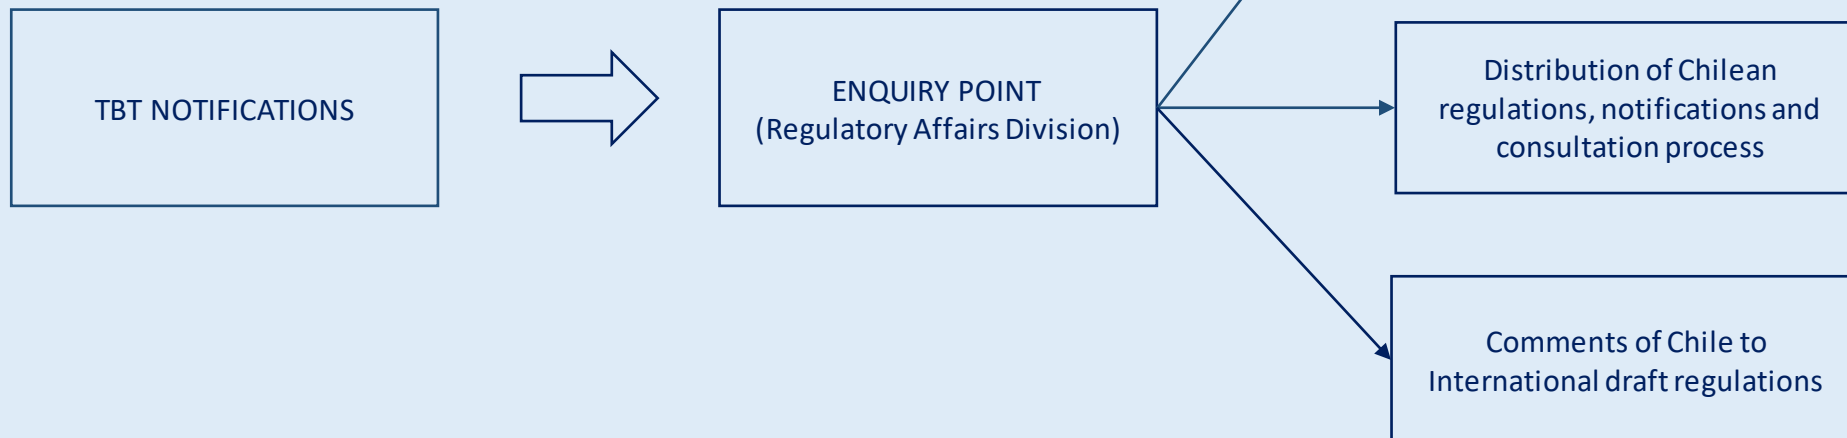 TBT NOTIFICATIONS
ENQUIRY POINT
(Regulatory Affairs Division)
Distribution of Chilean
regulations, notifications and
consultation process
Comments of Chile to
International draft regulations